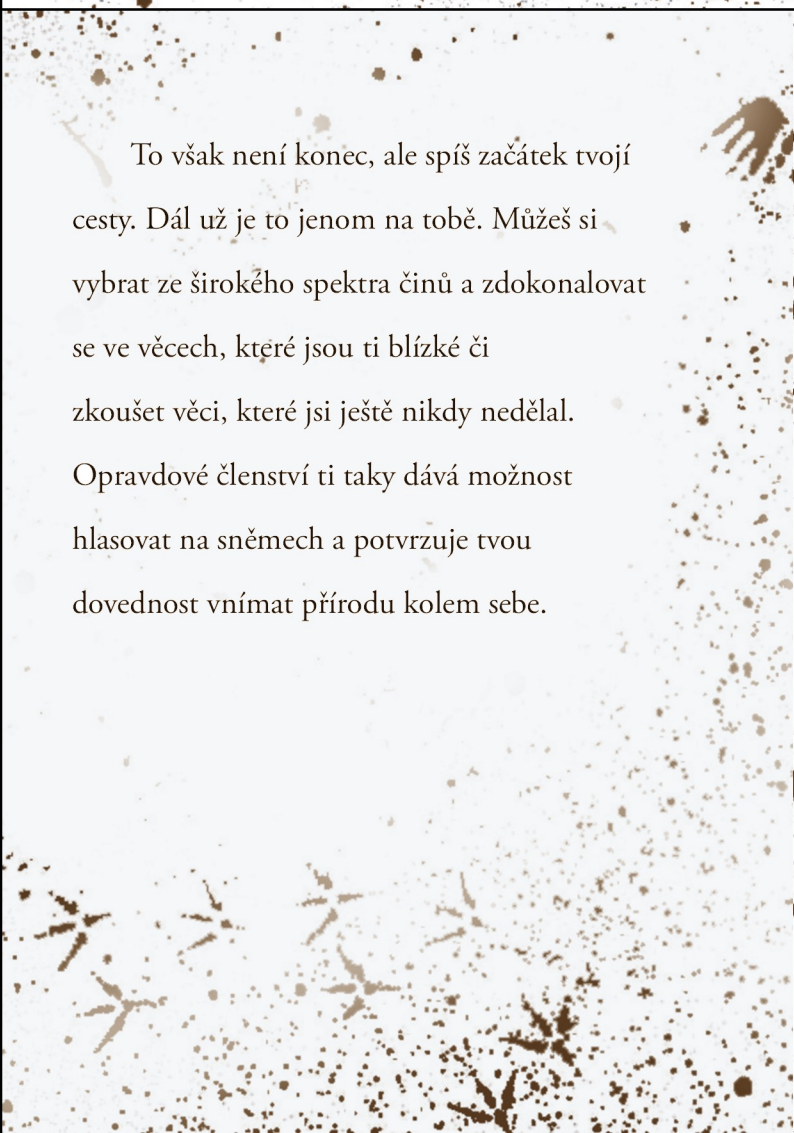 To však není konec, ale spíš začátek tvojí
cesty. Dál už je to jenom na tobě. Můžeš si
vybrat ze širokého spektra činů a zdokonalovat
se ve věcech, které jsou ti blízké či
zkoušet věci, které jsi ještě nikdy nedělal.
Opravdové členství ti taky dává možnost
hlasovat na sněmech a potvrzuje tvou
dovednost vnímat přírodu kolem sebe.